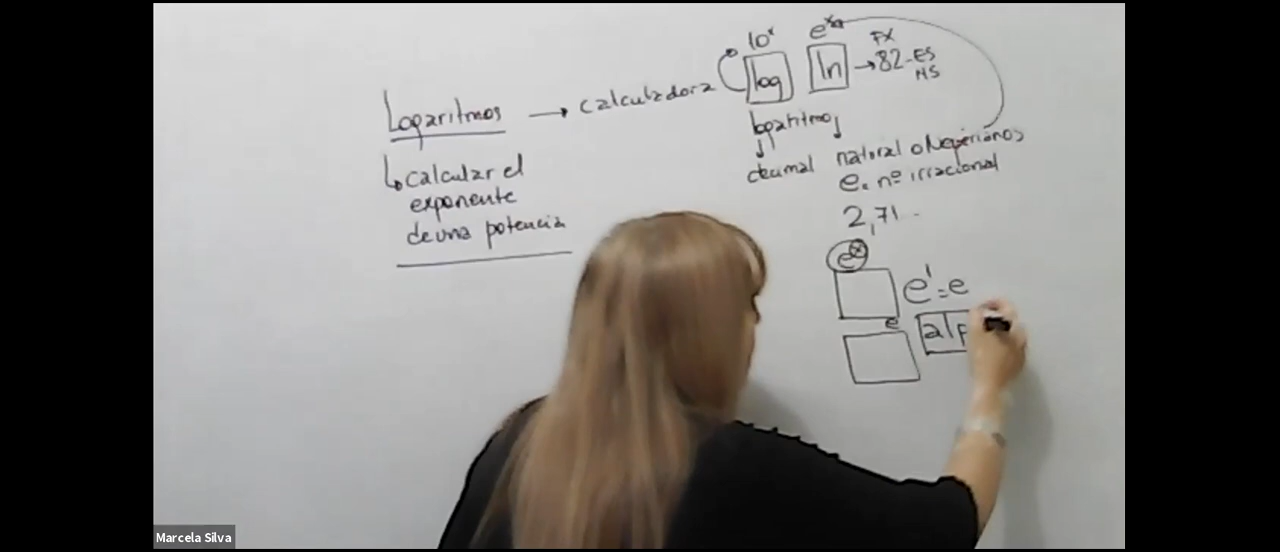 Logaritmos → calculadora
↳ calcular el
exponente
de una potencia
10ˣ
log
eˣ
ln → FX
82-ES
MS
logaritmo
decimal
natural o Neperianos
e. nº irracional
2,71..
eˣ
e¹ = e
e
alp
Marcela Silva